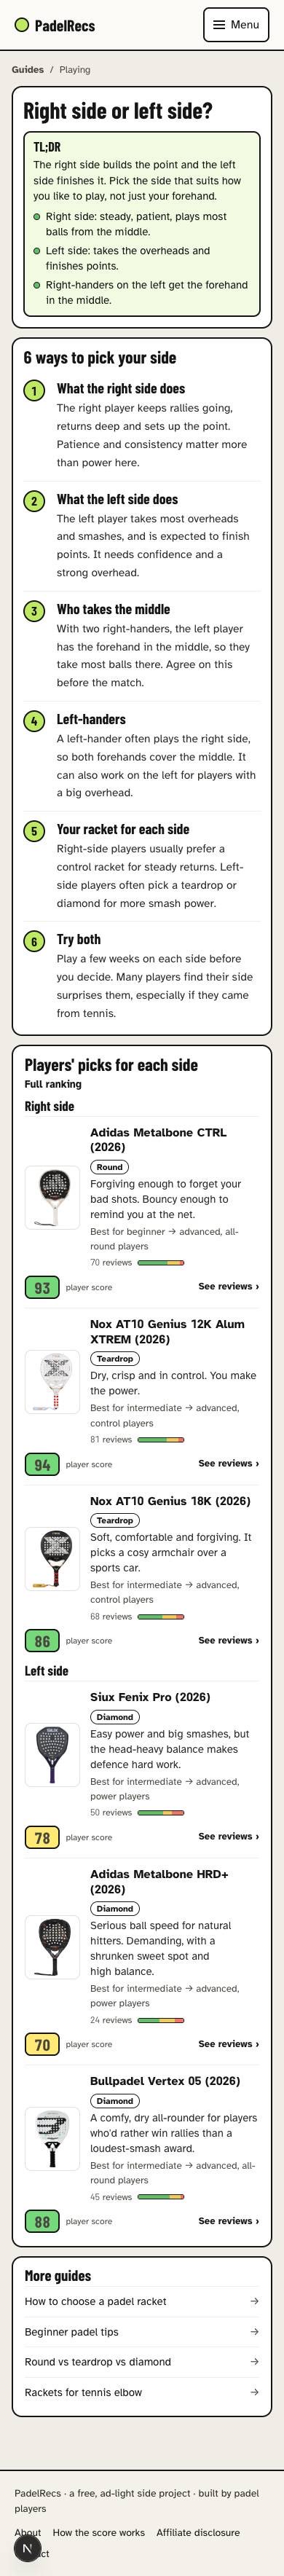 PadelRecs
Menu
Guides / Playing
Right side or left side?
TL;DR
The right side builds the point and the left
side finishes it. Pick the side that suits how
you like to play, not just your forehand.
Right side: steady, patient, plays most
balls from the middle.
Left side: takes the overheads and
finishes points.
Right-handers on the left get the forehand
in the middle.
6 ways to pick your side
1
What the right side does
The right player keeps rallies going,
returns deep and sets up the point.
Patience and consistency matter more
than power here.
2
What the left side does
The left player takes most overheads
and smashes, and is expected to finish
points. It needs confidence and a
strong overhead.
3
Who takes the middle
With two right-handers, the left player
has the forehand in the middle, so they
take most balls there. Agree on this
before the match.
4
Left-handers
A left-hander often plays the right side,
so both forehands cover the middle. It
can also work on the left for players with
a big overhead.
5
Your racket for each side
Right-side players usually prefer a
control racket for steady returns. Left-
side players often pick a teardrop or
diamond for more smash power.
6
Try both
Play a few weeks on each side before
you decide. Many players find their side
surprises them, especially if they came
from tennis.
Players' picks for each side
Full ranking
Right side
Adidas Metalbone CTRL
(2026)
Round
Forgiving enough to forget your
bad shots. Bouncy enough to
remind you at the net.
Best for beginner → advanced, all-
round players
70 reviews
93 player score
See reviews ›
Nox AT10 Genius 12K Alum
XTREM (2026)
Teardrop
Dry, crisp and in control. You make
the power.
Best for intermediate → advanced,
control players
81 reviews
94 player score
See reviews ›
Nox AT10 Genius 18K (2026)
Teardrop
Soft, comfortable and forgiving. It
picks a cosy armchair over a
sports car.
Best for intermediate → advanced,
control players
68 reviews
86 player score
See reviews ›
Left side
Siux Fenix Pro (2026)
Diamond
Easy power and big smashes, but
the head-heavy balance makes
defence hard work.
Best for intermediate → advanced,
power players
50 reviews
78 player score
See reviews ›
Adidas Metalbone HRD+
(2026)
Diamond
Serious ball speed for natural
hitters. Demanding, with a
shrunken sweet spot and
high balance.
Best for intermediate → advanced,
power players
24 reviews
70 player score
See reviews ›
Bullpadel Vertex 05 (2026)
Diamond
A comfy, dry all-rounder for players
who'd rather win rallies than a
loudest-smash award.
Best for intermediate → advanced, all-
round players
45 reviews
88 player score
See reviews ›
More guides
How to choose a padel racket →
Beginner padel tips →
Round vs teardrop vs diamond →
Rackets for tennis elbow →
PadelRecs · a free, ad-light side project · built by padel
players
About How the score works Affiliate disclosure
N